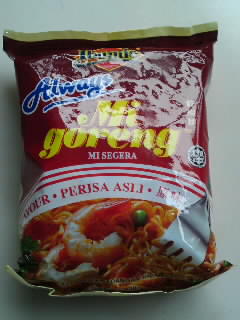 Always
Mi
goreng
MI SEGERA
OUR • PERISA ASLI •